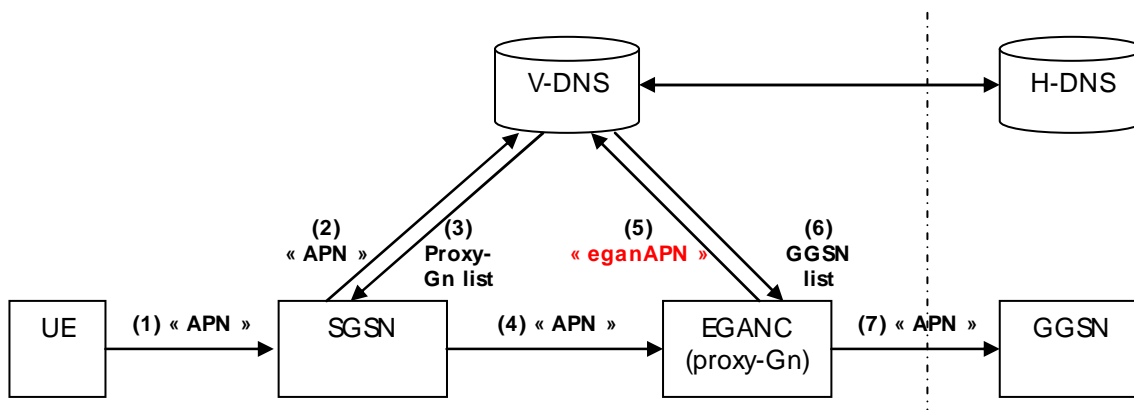 V-DNS
H-DNS
(2)
« APN »
(3)
Proxy-
Gn list
(5)
« eganAPN »
(6)
GGSN
list
UE
(1) « APN »
SGSN
(4) « APN »
EGANC
(proxy-Gn)
(7) « APN »
GGSN